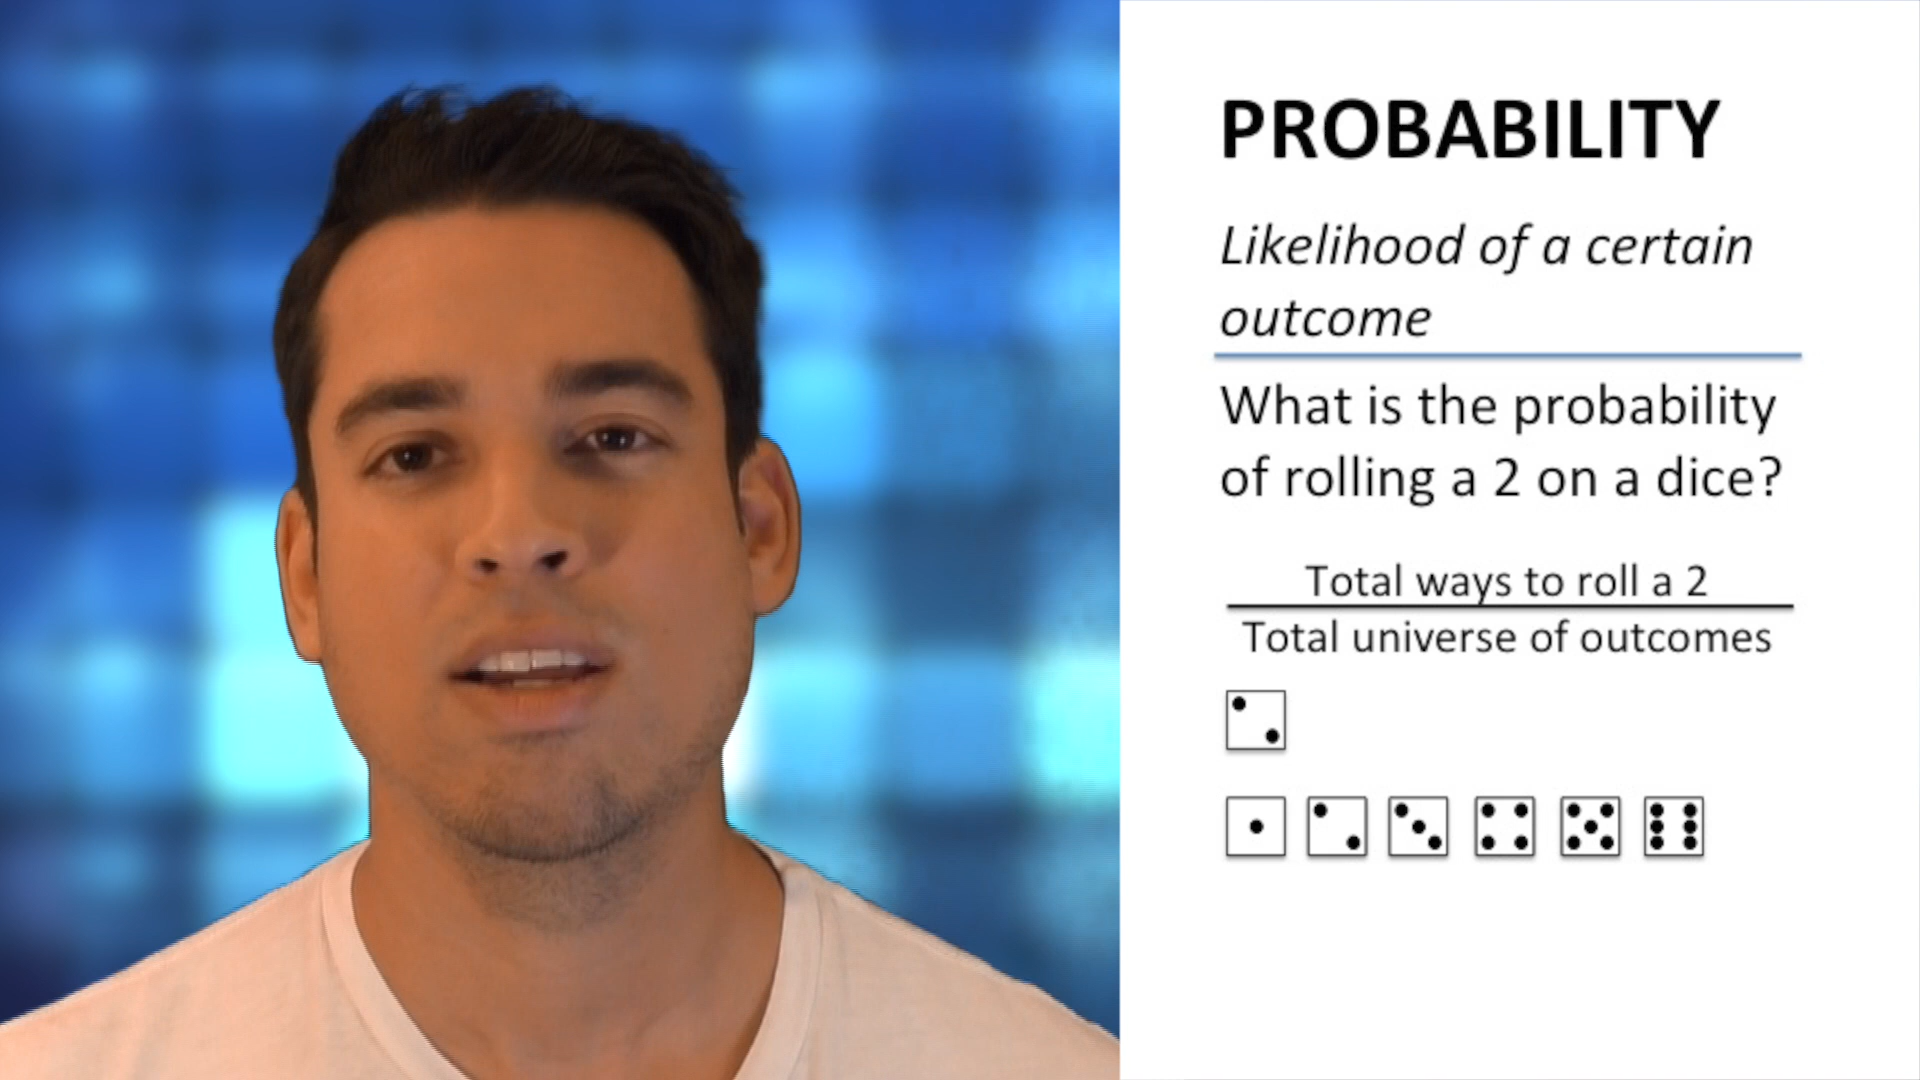 PROBABILITY
Likelihood of a certain
outcome
What is the probability
of rolling a 2 on a dice?
Total ways to roll a 2
Total universe of outcomes